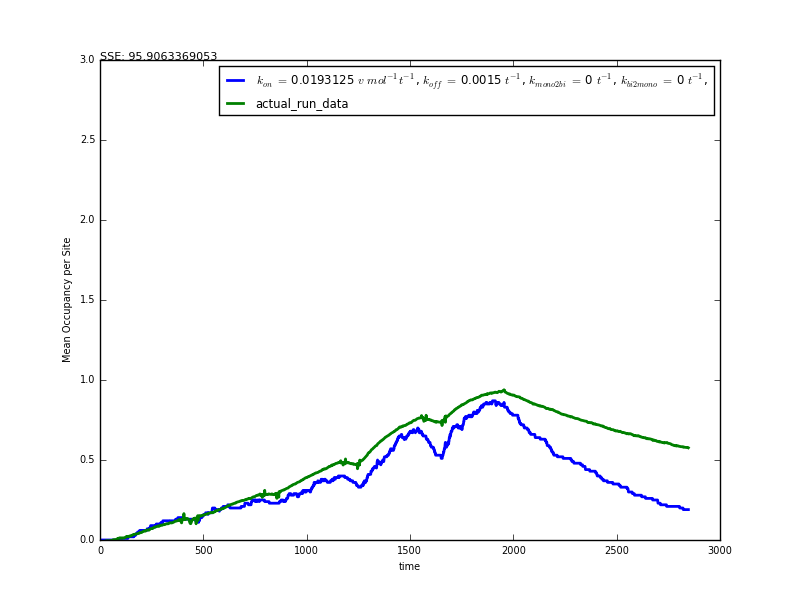 SSE: 95.9063369053
k_on = 0.0193125 v mol^−1 t^−1, k_off = 0.0015 t^−1, k_mono2bi = 0 t^−1, k_bi2mono = 0 t^−1,
actual_run_data
3.0
2.5
2.0
1.5
1.0
0.5
0.0
Mean Occupancy per Site
0 500 1000 1500 2000 2500 3000
time